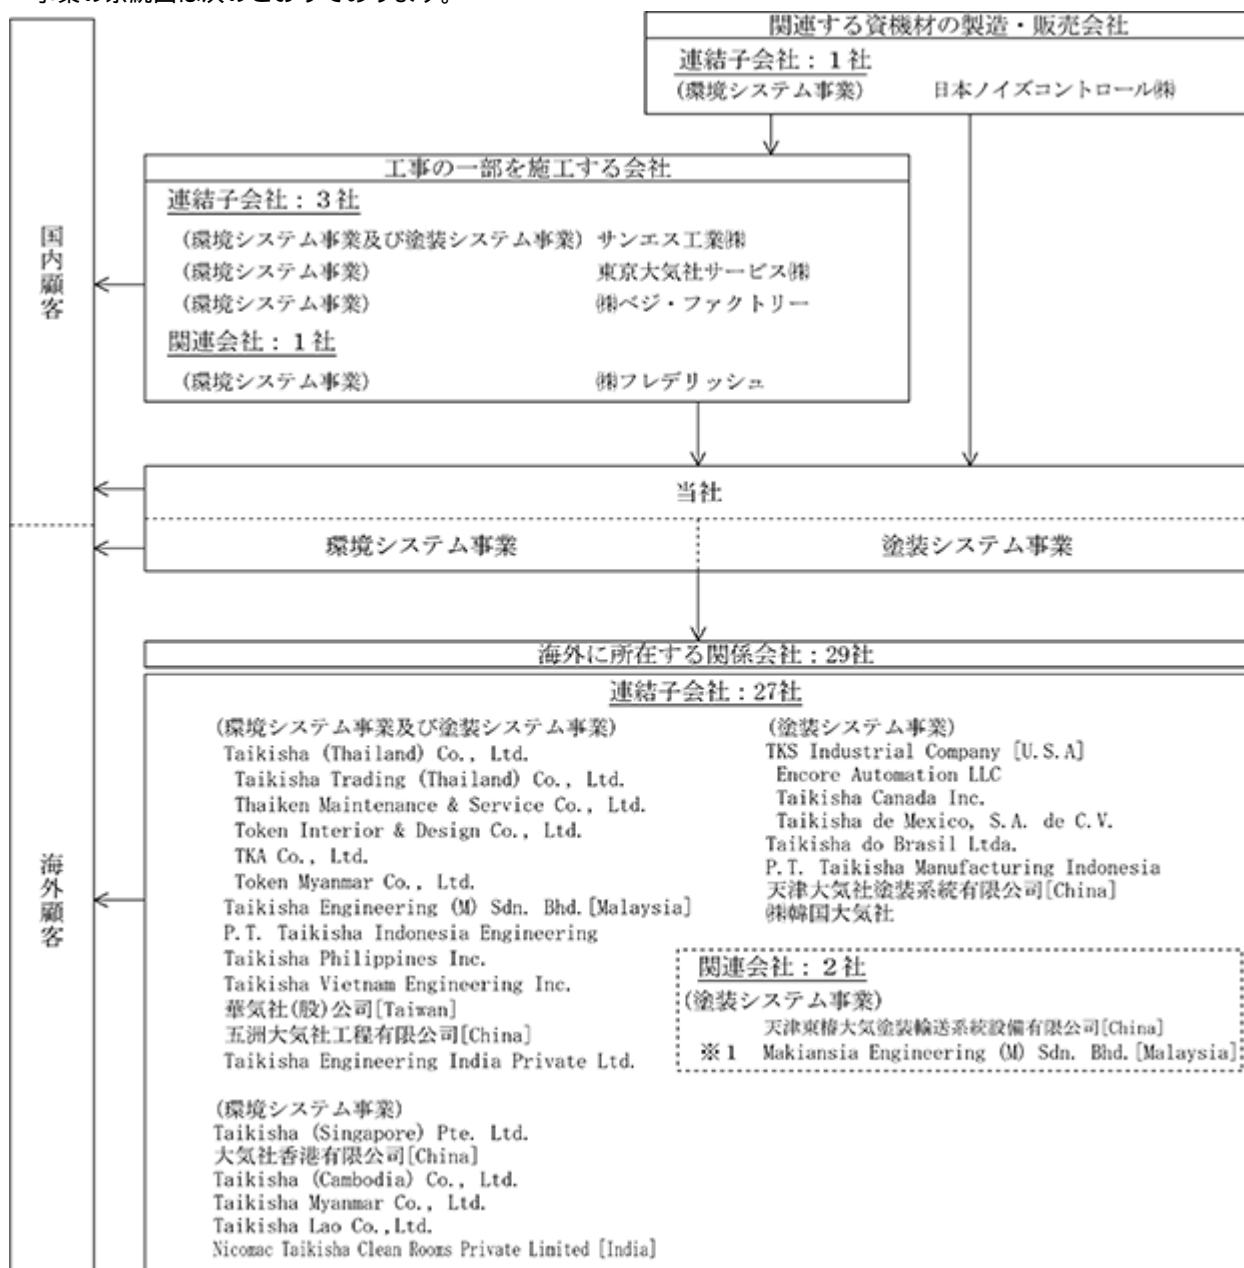 事業の系統図は次のとおりであります。
関連する資機材の製造・販売会社
連結子会社：１社
(環境システム事業) 日本ノイズコントロール㈱
工事の一部を施工する会社
連結子会社：３社
(環境システム事業及び塗装システム事業) サンエス工業㈱
(環境システム事業) 東京大気社サービス㈱
(環境システム事業) ㈱ベジ・ファクトリー
関連会社：１社
(環境システム事業) ㈱フレデリッシュ
国内顧客
当社
環境システム事業 塗装システム事業
海外顧客
海外に所在する関係会社：29社
連結子会社：27社
(環境システム事業及び塗装システム事業)
Taikisha (Thailand) Co., Ltd.
Taikisha Trading (Thailand) Co., Ltd.
Thaiken Maintenance & Service Co., Ltd.
Token Interior & Design Co., Ltd.
TKA Co., Ltd.
Token Myanmar Co., Ltd.
Taikisha Engineering (M) Sdn. Bhd.[Malaysia]
P.T. Taikisha Indonesia Engineering
Taikisha Philippines Inc.
Taikisha Vietnam Engineering Inc.
華気社(股)公司[Taiwan]
五洲大気社工程有限公司[China]
Taikisha Engineering India Private Ltd.
(環境システム事業)
Taikisha (Singapore) Pte. Ltd.
大気社香港有限公司[China]
Taikisha (Cambodia) Co., Ltd.
Taikisha Myanmar Co., Ltd.
Taikisha Lao Co.,Ltd.
Nicomac Taikisha Clean Rooms Private Limited [India]
(塗装システム事業)
TKS Industrial Company [U.S.A]
Encore Automation LLC
Taikisha Canada Inc.
Taikisha de Mexico, S.A. de C.V.
Taikisha do Brasil Ltda.
P.T. Taikisha Manufacturing Indonesia
天津大気社塗装系統有限公司[China]
㈱韓国大気社
関連会社：２社
(塗装システム事業)
天津東椿大気塗装輸送系統設備有限公司[China]
※１ Makiansia Engineering (M) Sdn. Bhd.[Malaysia]